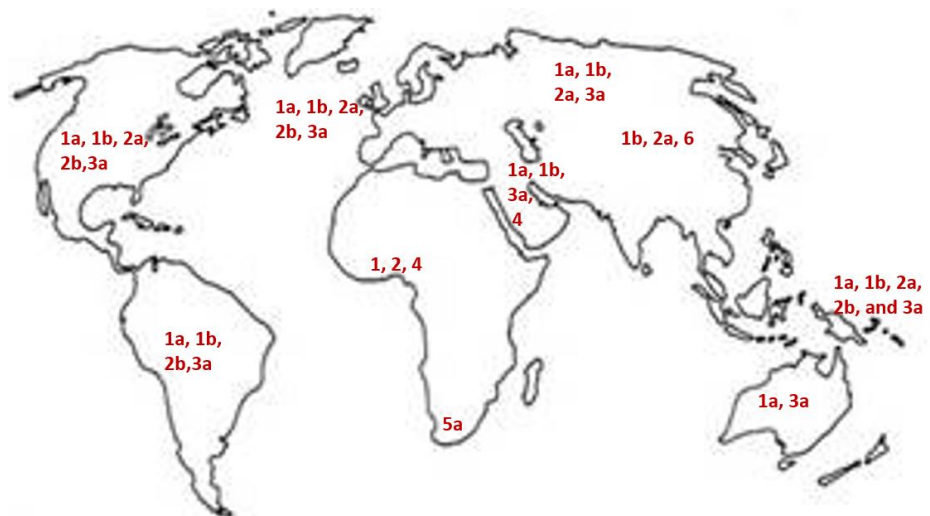 1a, 1b, 2a,
2b,3a
1a, 1b, 2a,
2b, 3a
1a, 1b,
2a, 3a
1b, 2a, 6
1a, 1b,
3a,
4
1, 2, 4
1a, 1b, 2a,
2b, and 3a
1a, 1b,
2b,3a
1a, 3a
5a